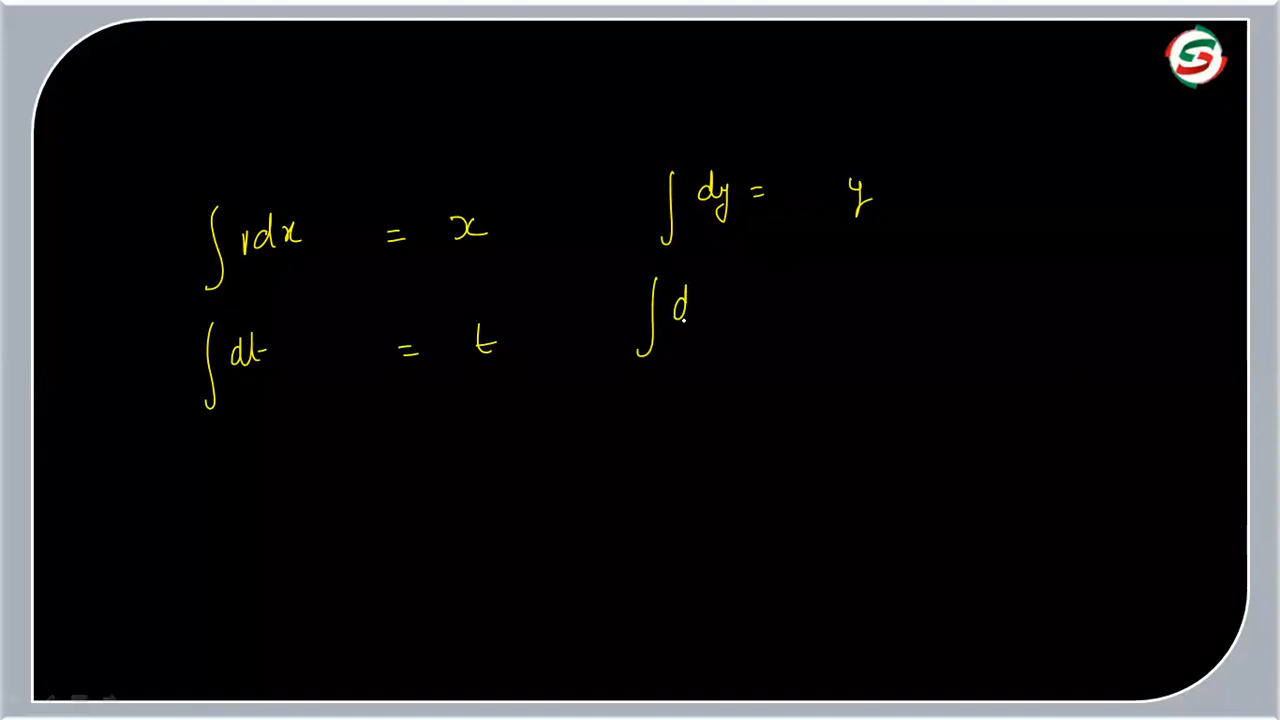 ∫ 1dx = x
∫ dy = y
∫ dt = t
∫ d